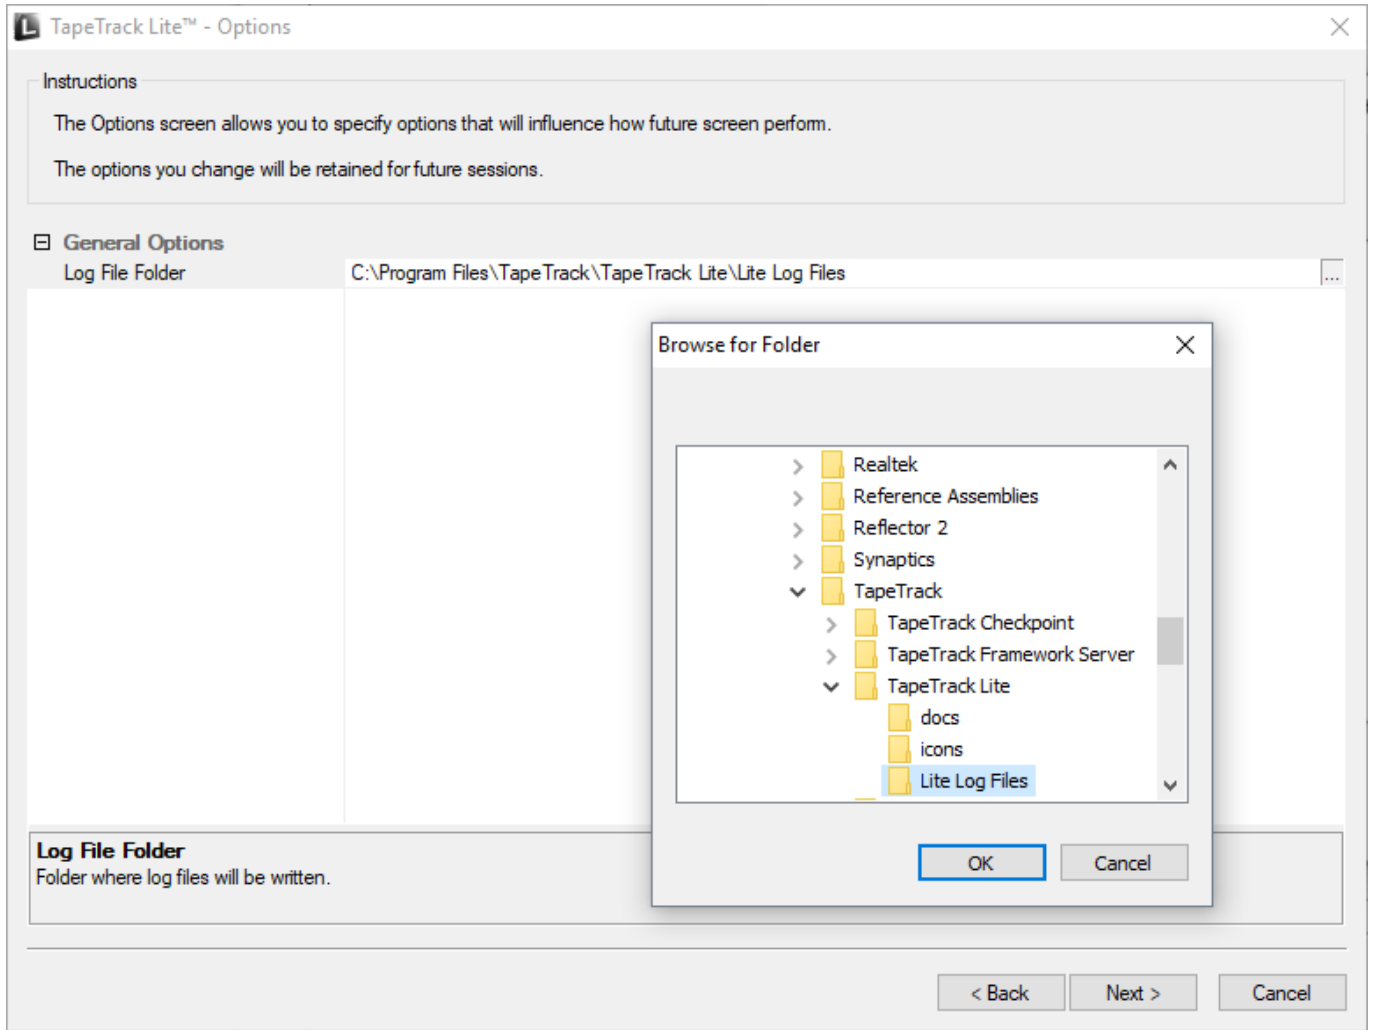 TapeTrack Lite™ - Options
Instructions
The Options screen allows you to specify options that will influence how future screen perform.
The options you change will be retained for future sessions.
General Options
Log File Folder C:\Program Files\TapeTrack\TapeTrack Lite\Lite Log Files ...
Browse for Folder
Realtek
Reference Assemblies
Reflector 2
Synaptics
TapeTrack
TapeTrack Checkpoint
TapeTrack Framework Server
TapeTrack Lite
docs
icons
Lite Log Files
OK Cancel
Log File Folder
Folder where log files will be written.
< Back Next > Cancel